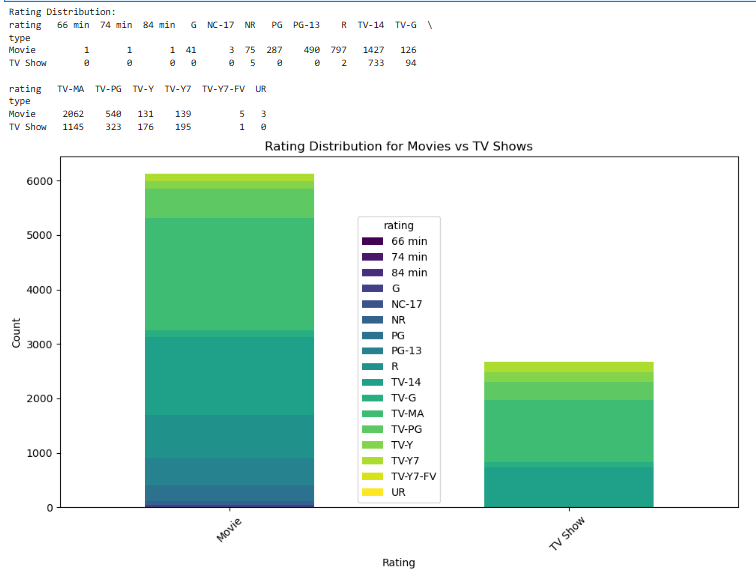 Rating Distribution:
rating 66 min 74 min 84 min G NC-17 NR PG PG-13 R TV-14 TV-G \
type
Movie 1 1 1 41 3 75 287 490 797 1427 126
TV Show 0 0 0 0 0 5 0 0 2 733 94
rating TV-MA TV-PG TV-Y TV-Y7 TV-Y7-FV UR
type
Movie 2062 540 131 139 5 3
TV Show 1145 323 176 195 1 0
Rating Distribution for Movies vs TV Shows
6000
5000
4000
3000
2000
1000
0
Count
rating
66 min
74 min
84 min
G
NC-17
NR
PG
PG-13
R
TV-14
TV-G
TV-MA
TV-PG
TV-Y
TV-Y7
TV-Y7-FV
UR
Movie
TV Show
Rating